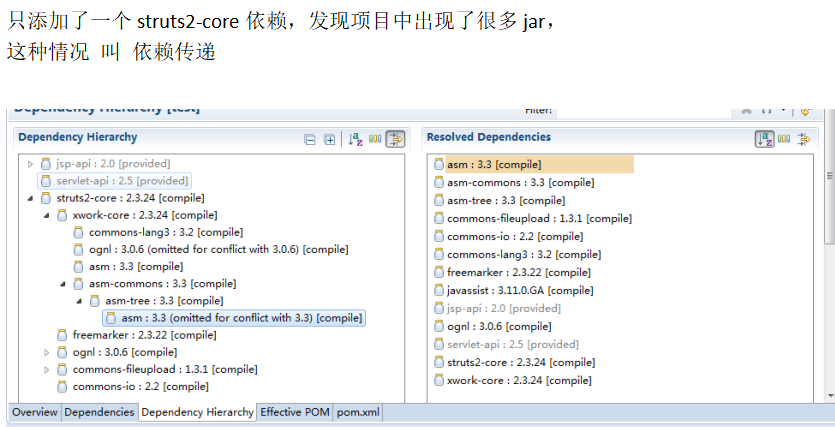 只添加了一个 struts2-core 依赖，发现项目中出现了很多 jar，
这种情况 叫 依赖传递
Dependency Hierarchy [test]
Filter:
Dependency Hierarchy
jsp-api : 2.0 [provided]
servlet-api : 2.5 [provided]
struts2-core : 2.3.24 [compile]
xwork-core : 2.3.24 [compile]
commons-lang3 : 3.2 [compile]
ognl : 3.0.6 (omitted for conflict with 3.0.6) [compile]
asm : 3.3 [compile]
asm-commons : 3.3 [compile]
asm-tree : 3.3 [compile]
asm : 3.3 (omitted for conflict with 3.3) [compile]
freemarker : 2.3.22 [compile]
ognl : 3.0.6 [compile]
commons-fileupload : 1.3.1 [compile]
commons-io : 2.2 [compile]
Resolved Dependencies
asm : 3.3 [compile]
asm-commons : 3.3 [compile]
asm-tree : 3.3 [compile]
commons-fileupload : 1.3.1 [compile]
commons-io : 2.2 [compile]
commons-lang3 : 3.2 [compile]
freemarker : 2.3.22 [compile]
javassist : 3.11.0.GA [compile]
jsp-api : 2.0 [provided]
ognl : 3.0.6 [compile]
servlet-api : 2.5 [provided]
struts2-core : 2.3.24 [compile]
xwork-core : 2.3.24 [compile]
Overview Dependencies Dependency Hierarchy Effective POM pom.xml